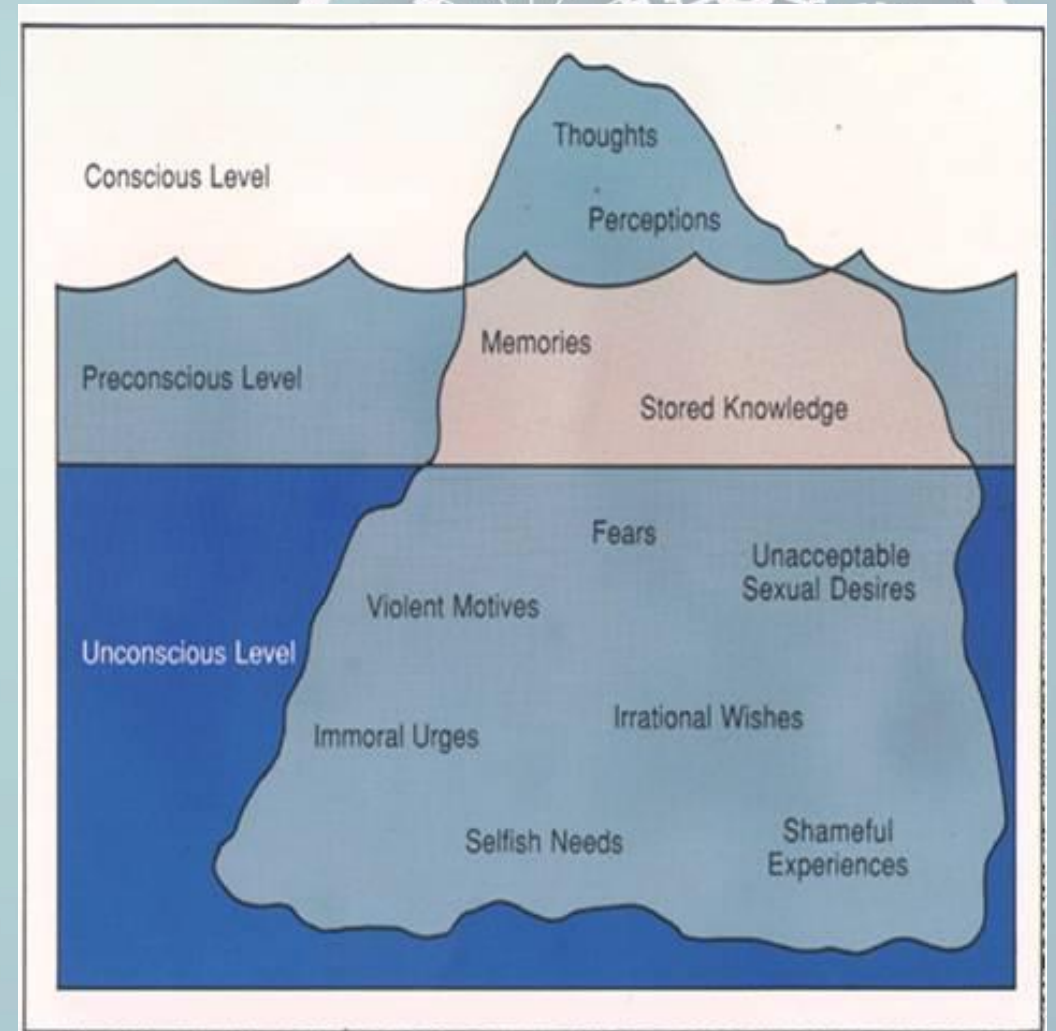 Thoughts
Conscious Level
Perceptions
Memories
Preconscious Level
Stored Knowledge
Fears
Unacceptable
Sexual Desires
Violent Motives
Unconscious Level
Irrational Wishes
Immoral Urges
Selfish Needs
Shameful
Experiences